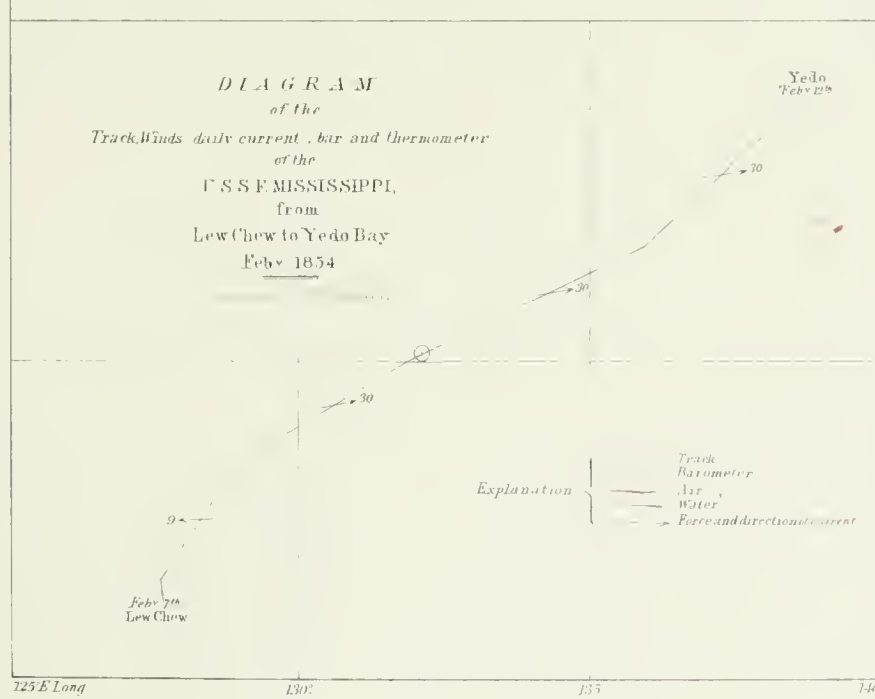 DIAGRAM
of the
Track, Winds daily current, bar and thermometer
of the
U.S.S.F. MISSISSIPPI,
from
Lew Chew to Yedo Bay
Feby 1854
Yedo
Feby 12th
30
30
30
9
Feby 7th
Lew Chew
Explanation
Track
Barometer
Air
Water
Force and direction of current
125° E Long
130°
135
140